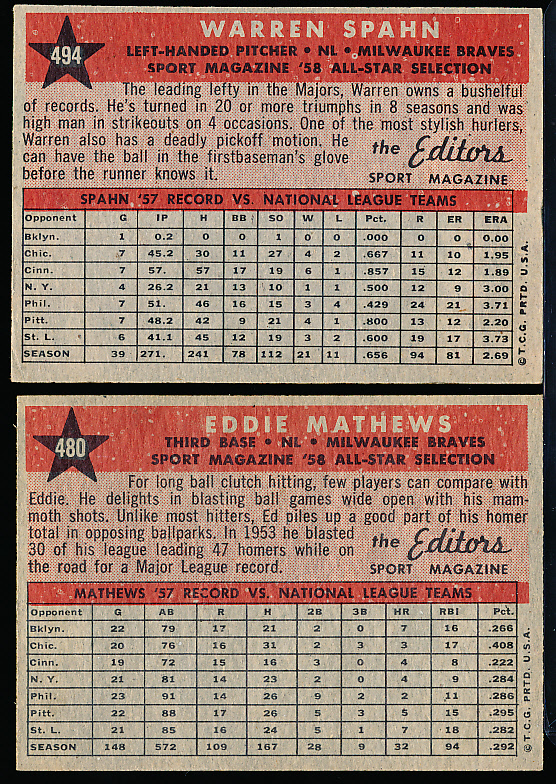 494
WARREN SPAHN
LEFT-HANDED PITCHER • NL • MILWAUKEE BRAVES
SPORT MAGAZINE '58 ALL-STAR SELECTION
The leading lefty in the Majors, Warren owns a bushelful
of records. He's turned in 20 or more triumphs in 8 seasons and was
high man in strikeouts on 4 occasions. One of the most stylish hurlers,
Warren also has a deadly pickoff motion. He
can have the ball in the firstbaseman's glove
before the runner knows it.
the Editors
SPORT MAGAZINE
SPAHN '57 RECORD VS. NATIONAL LEAGUE TEAMS
Opponent G IP H BB SO W L Pct. R ER ERA
Bklyn. 1 0.2 0 0 1 0 0 .000 0 0 0.00
Chic. 7 45.2 30 11 27 4 2 .667 11 10 1.95
Cinn. 7 57. 57 17 19 6 1 .857 15 12 1.89
N. Y. 4 26.2 21 13 10 1 1 .500 12 9 3.00
Phil. 7 51. 46 16 15 3 4 .429 24 21 3.71
Pitt. 7 48.2 42 9 21 4 1 .800 13 12 2.20
St. L. 6 41.1 45 12 19 3 2 .600 19 17 3.73
SEASON 39 271. 241 78 112 21 11 .656 94 81 2.69
© T.C.G. PRTD. U.S.A.
480
EDDIE MATHEWS
THIRD BASE • NL • MILWAUKEE BRAVES
SPORT MAGAZINE '58 ALL-STAR SELECTION
For long ball clutch hitting, few players can compare with
Eddie. He delights in blasting ball games wide open with his mam-
moth shots. Unlike most hitters, Ed piles up a good part of his homer
total in opposing ballparks. In 1953 he blasted
30 of his league leading 47 homers while on
the road for a Major League record.
the Editors
SPORT MAGAZINE
MATHEWS '57 RECORD VS. NATIONAL LEAGUE TEAMS
Opponent G AB R H 2B 3B HR RBI Pct.
Bklyn. 22 79 17 21 2 0 7 16 .266
Chic. 20 76 16 31 2 3 3 17 .408
Cinn. 19 72 15 16 3 0 4 8 .222
N. Y. 21 81 14 23 2 0 4 9 .284
Phil. 23 91 14 26 9 2 2 11 .286
Pitt. 22 88 17 26 5 3 5 15 .295
St. L. 21 85 16 24 5 1 7 18 .282
SEASON 148 572 109 167 28 9 32 94 .292
© T.C.G. PRTD. U.S.A.